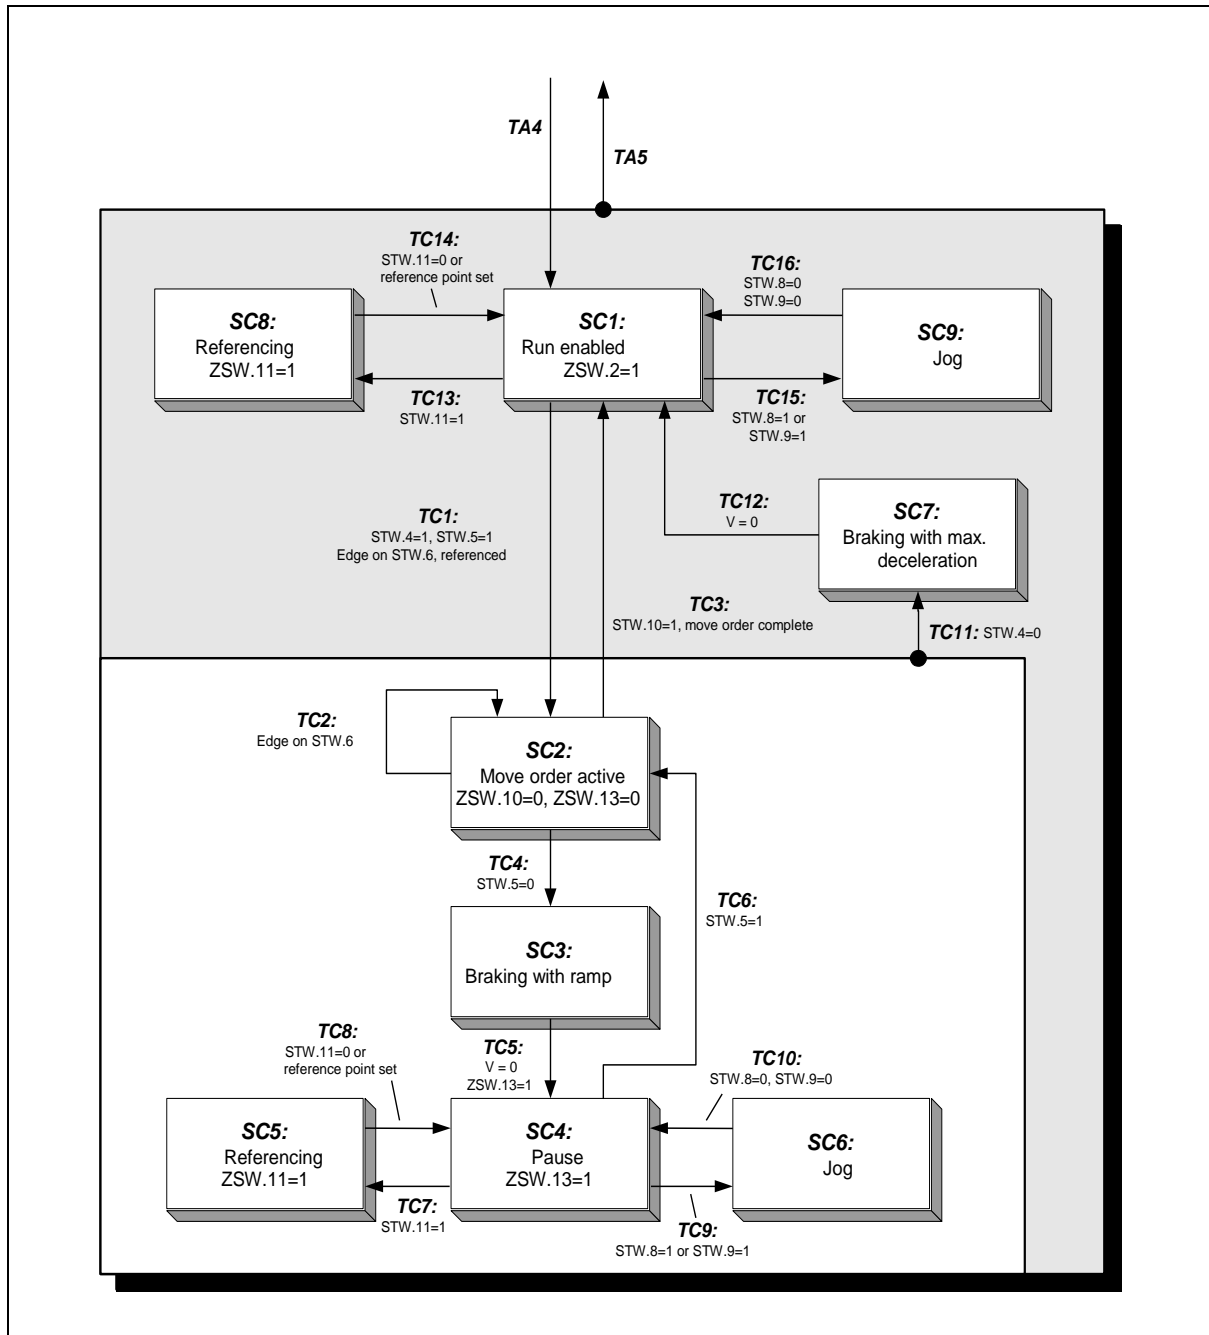 TA4
TA5
TC14:
STW.11=0 or
reference point set
TC16:
STW.8=0
STW.9=0
SC8:
Referencing
ZSW.11=1
SC1:
Run enabled
ZSW.2=1
SC9:
Jog
TC13:
STW.11=1
TC15:
STW.8=1 or
STW.9=1
TC12:
V = 0
SC7:
Braking with max.
deceleration
TC1:
STW.4=1, STW.5=1
Edge on STW.6, referenced
TC3:
STW.10=1, move order complete
TC11: STW.4=0
TC2:
Edge on STW.6
SC2:
Move order active
ZSW.10=0, ZSW.13=0
TC4:
STW.5=0
TC6:
STW.5=1
SC3:
Braking with ramp
TC8:
STW.11=0 or
reference point set
TC5:
V = 0
ZSW.13=1
TC10:
STW.8=0, STW.9=0
SC5:
Referencing
ZSW.11=1
SC4:
Pause
ZSW.13=1
SC6:
Jog
TC7:
STW.11=1
TC9:
STW.8=1 or STW.9=1